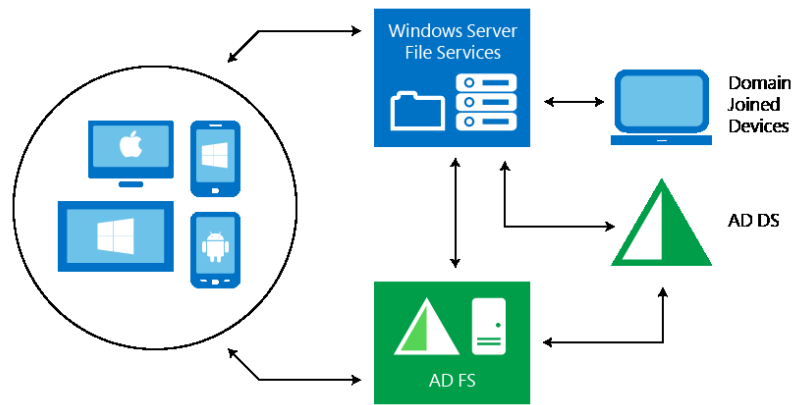 Windows Server
File Services
Domain
Joined
Devices
AD DS
AD FS